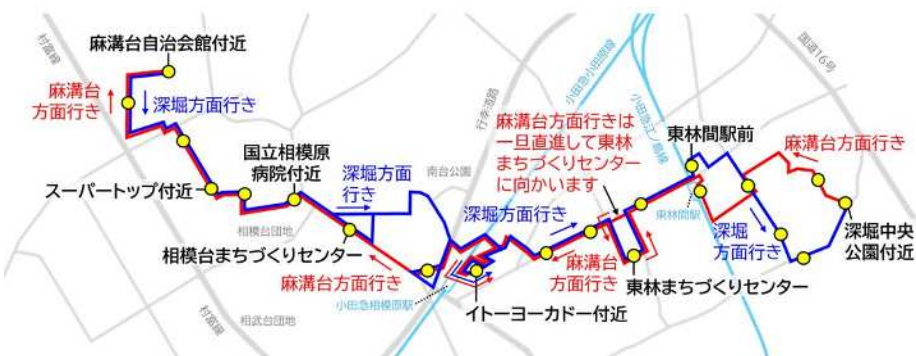 麻溝台自治会館付近
村富線
麻溝台
方面行き
深堀方面行き
スーパートップ付近
国立相模原
病院付近
相模台団地
相模台まちづくりセンター
深堀方面
行き
南台公園
麻溝台方面行き
小田急相模原駅
村富線
相武台団地
イトーヨーカドー付近
行幸道路
小田急小田原線
小田急江ノ島線
国道16号
麻溝台方面行きは
一旦直進して東林
まちづくりセンター
に向かいます
深堀方面行き
麻溝台
方面行き
東林間駅前
東林間駅
麻溝台方面行き
深堀
方面行き
深堀中央
公園付近
東林まちづくりセンター